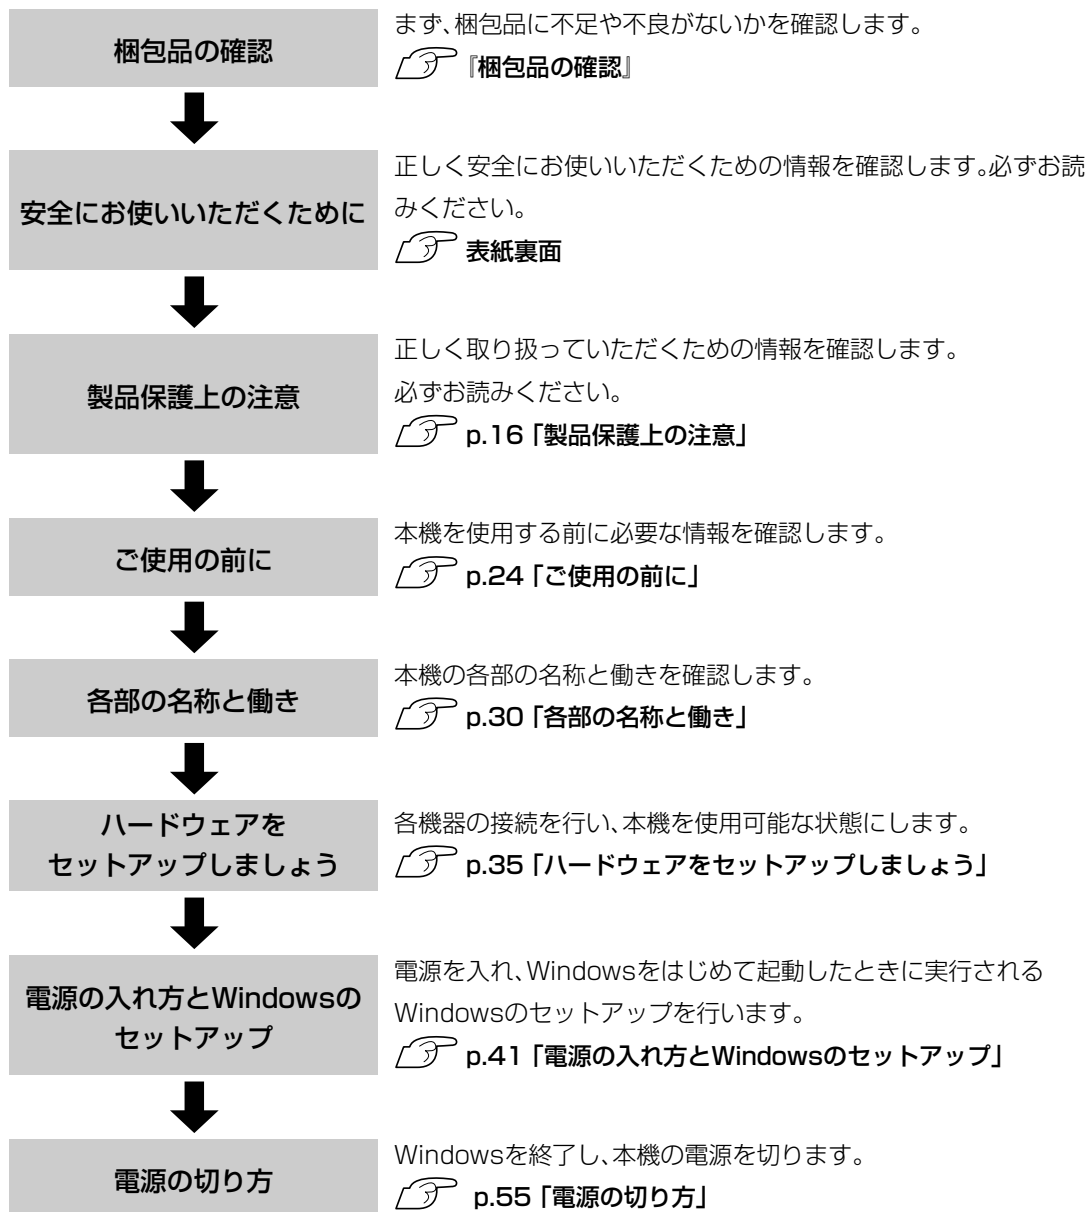 梱包品の確認
まず、梱包品に不足や不良がないかを確認します。
『梱包品の確認』
安全にお使いいただくために
正しく安全にお使いいただくための情報を確認します。必ずお読
みください。
表紙裏面
製品保護上の注意
正しく取り扱っていただくための情報を確認します。
必ずお読みください。
p.16「製品保護上の注意」
ご使用の前に
本機を使用する前に必要な情報を確認します。
p.24「ご使用の前に」
各部の名称と働き
本機の各部の名称と働きを確認します。
p.30「各部の名称と働き」
ハードウェアを
セットアップしましょう
各機器の接続を行い、本機を使用可能な状態にします。
p.35「ハードウェアをセットアップしましょう」
電源の入れ方とWindowsの
セットアップ
電源を入れ、Windowsをはじめて起動したときに実行される
Windowsのセットアップを行います。
p.41「電源の入れ方とWindowsのセットアップ」
電源の切り方
Windowsを終了し、本機の電源を切ります。
p.55「電源の切り方」